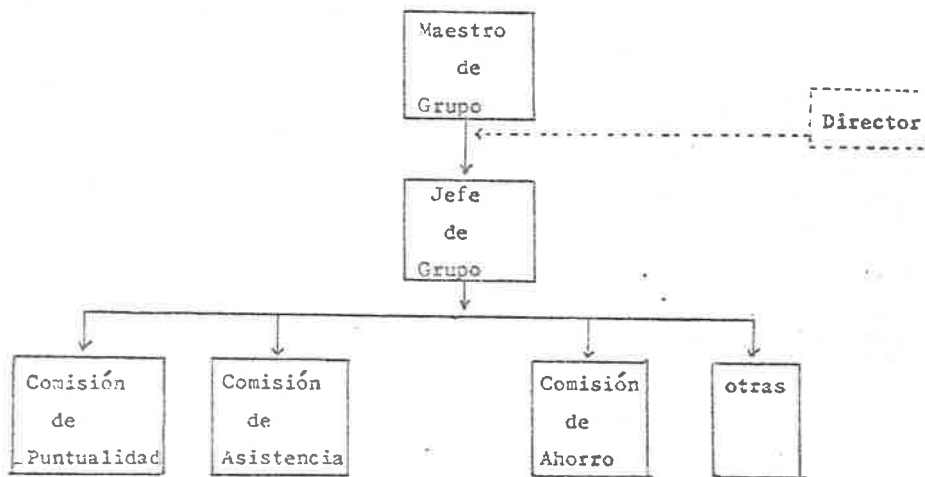 Maestro
de
Grupo
Director
Jefe
de
Grupo
Comisión
de
Puntualidad
Comisión
de
Asistencia
Comisión
de
Ahorro
otras